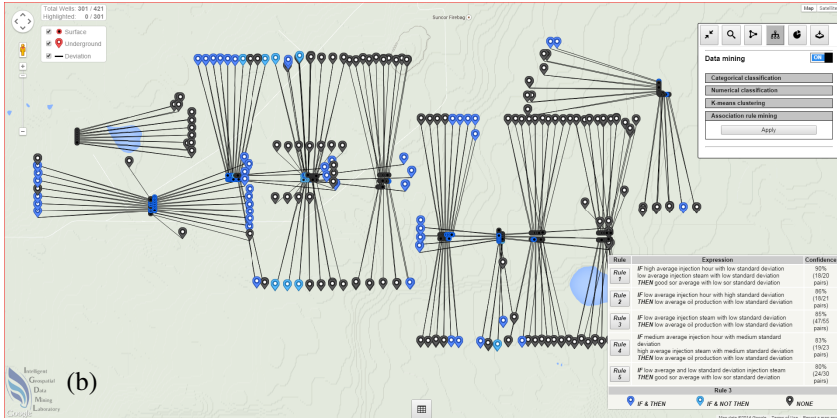 Total Wells: 301 / 421
Highlighted: 0 / 301
Surface
Underground
Deviation
Suncor Firebag
Map Satellite
Data mining
ON
Categorical classification
Numerical classification
K-means clustering
Association rule mining
Apply
Rule Expression Confidence
Rule 1
IF high average injection hour with low standard deviation
low average injection steam with low standard deviation
THEN good sor average with low sor standard deviation
90% (18/20 pairs)
Rule 2
IF low average injection hour with high standard deviation
THEN low average oil production with low standard deviation
86% (18/21 pairs)
Rule 3
IF low average injection steam with low standard deviation
THEN low average oil production with low standard deviation
85% (47/55 pairs)
Rule 4
IF medium average injection hour with medium standard
deviation
high average injection steam with medium standard deviation
THEN low average oil production with low standard deviation
83% (19/23 pairs)
Rule 5
IF low average and low standard deviation injection steam
THEN good sor average with low sor standard deviation
80% (24/30 pairs)
Rule 3
IF & THEN IF & NOT THEN NONE
Intelligent
Geospatial
Data
Mining
Laboratory
Google
(b)